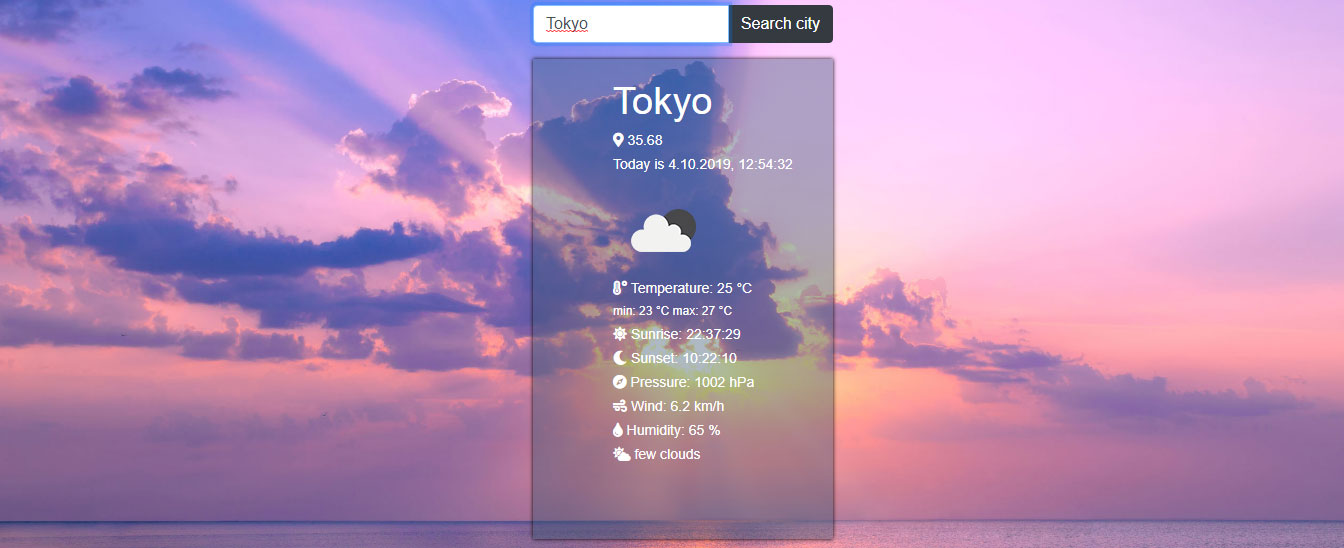 Tokyo Search city
Tokyo
35.68
Today is 4.10.2019, 12:54:32
Temperature: 25 °C
min: 23 °C max: 27 °C
Sunrise: 22:37:29
Sunset: 10:22:10
Pressure: 1002 hPa
Wind: 6.2 km/h
Humidity: 65 %
few clouds